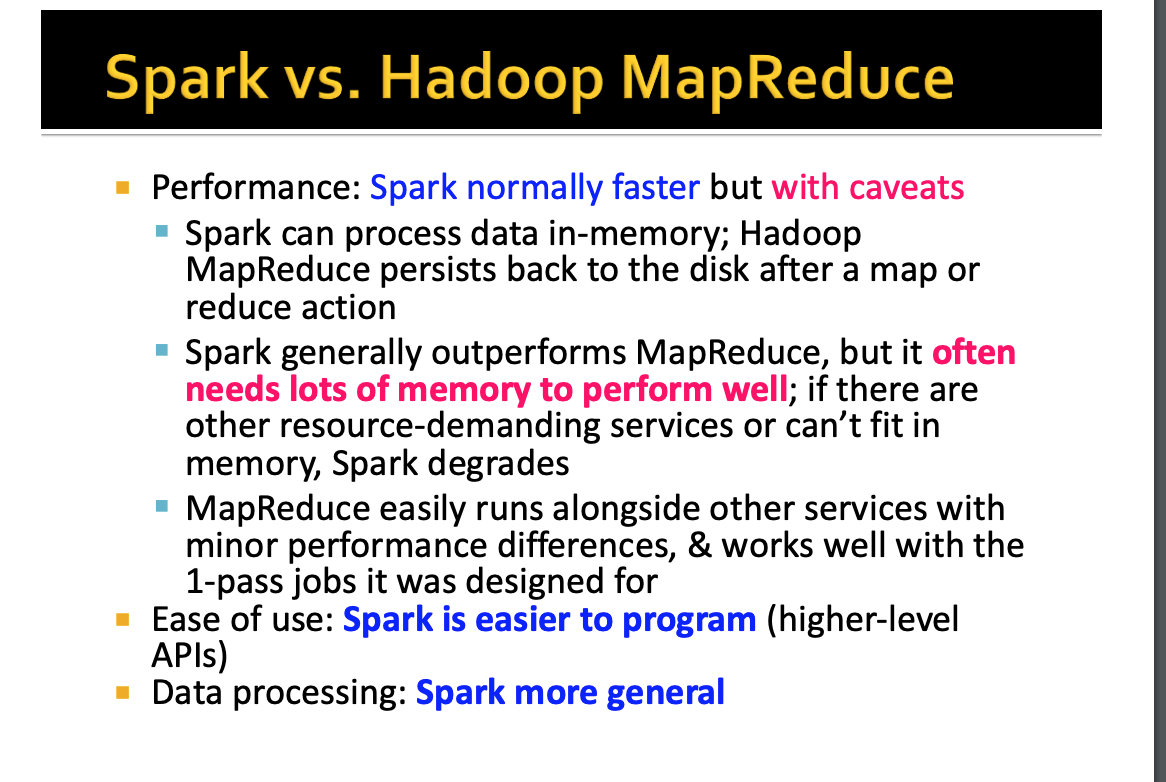 Spark vs. Hadoop MapReduce
Performance: Spark normally faster but with caveats
Spark can process data in-memory; Hadoop
MapReduce persists back to the disk after a map or
reduce action
Spark generally outperforms MapReduce, but it often
needs lots of memory to perform well; if there are
other resource-demanding services or can’t fit in
memory, Spark degrades
MapReduce easily runs alongside other services with
minor performance differences, & works well with the
1-pass jobs it was designed for
Ease of use: Spark is easier to program (higher-level
APIs)
Data processing: Spark more general